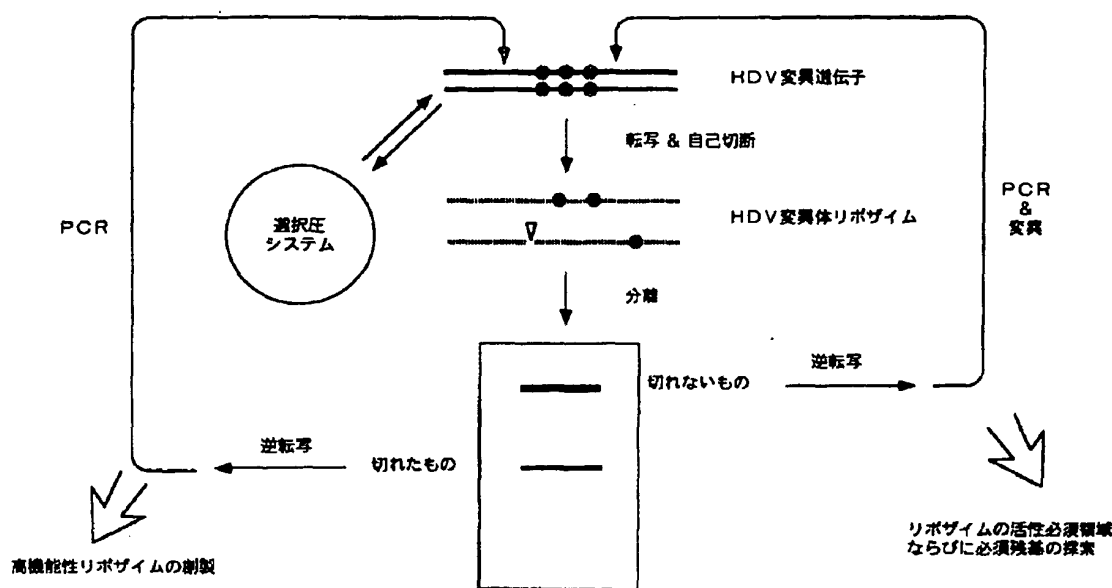 HDV変異遺伝子
転写 & 自己切断
PCR
選択圧
システム
HDV変異体リボザイム
PCR
&
変異
分離
切れないもの
逆転写
逆転写
切れたもの
リボザイムの活性必須領域
ならびに必須残基の探索
高機能性リボザイムの創製